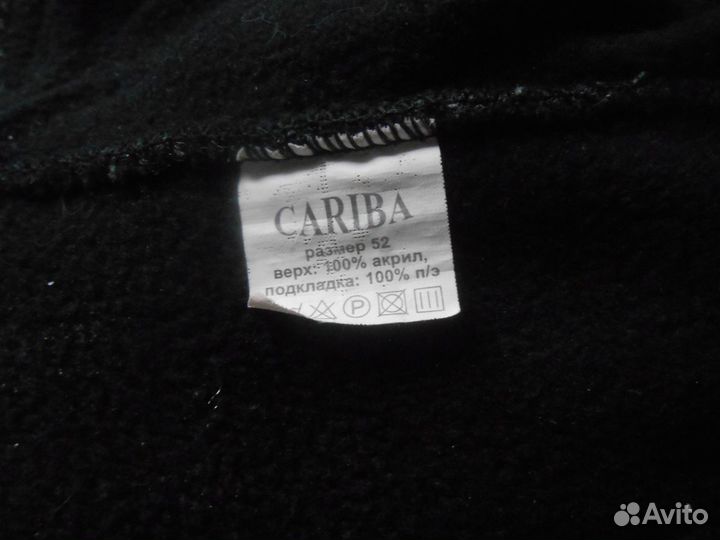 CARIBA
размер 52
верх: 100% акрил,
подкладка: 100% п/э
P
Avito